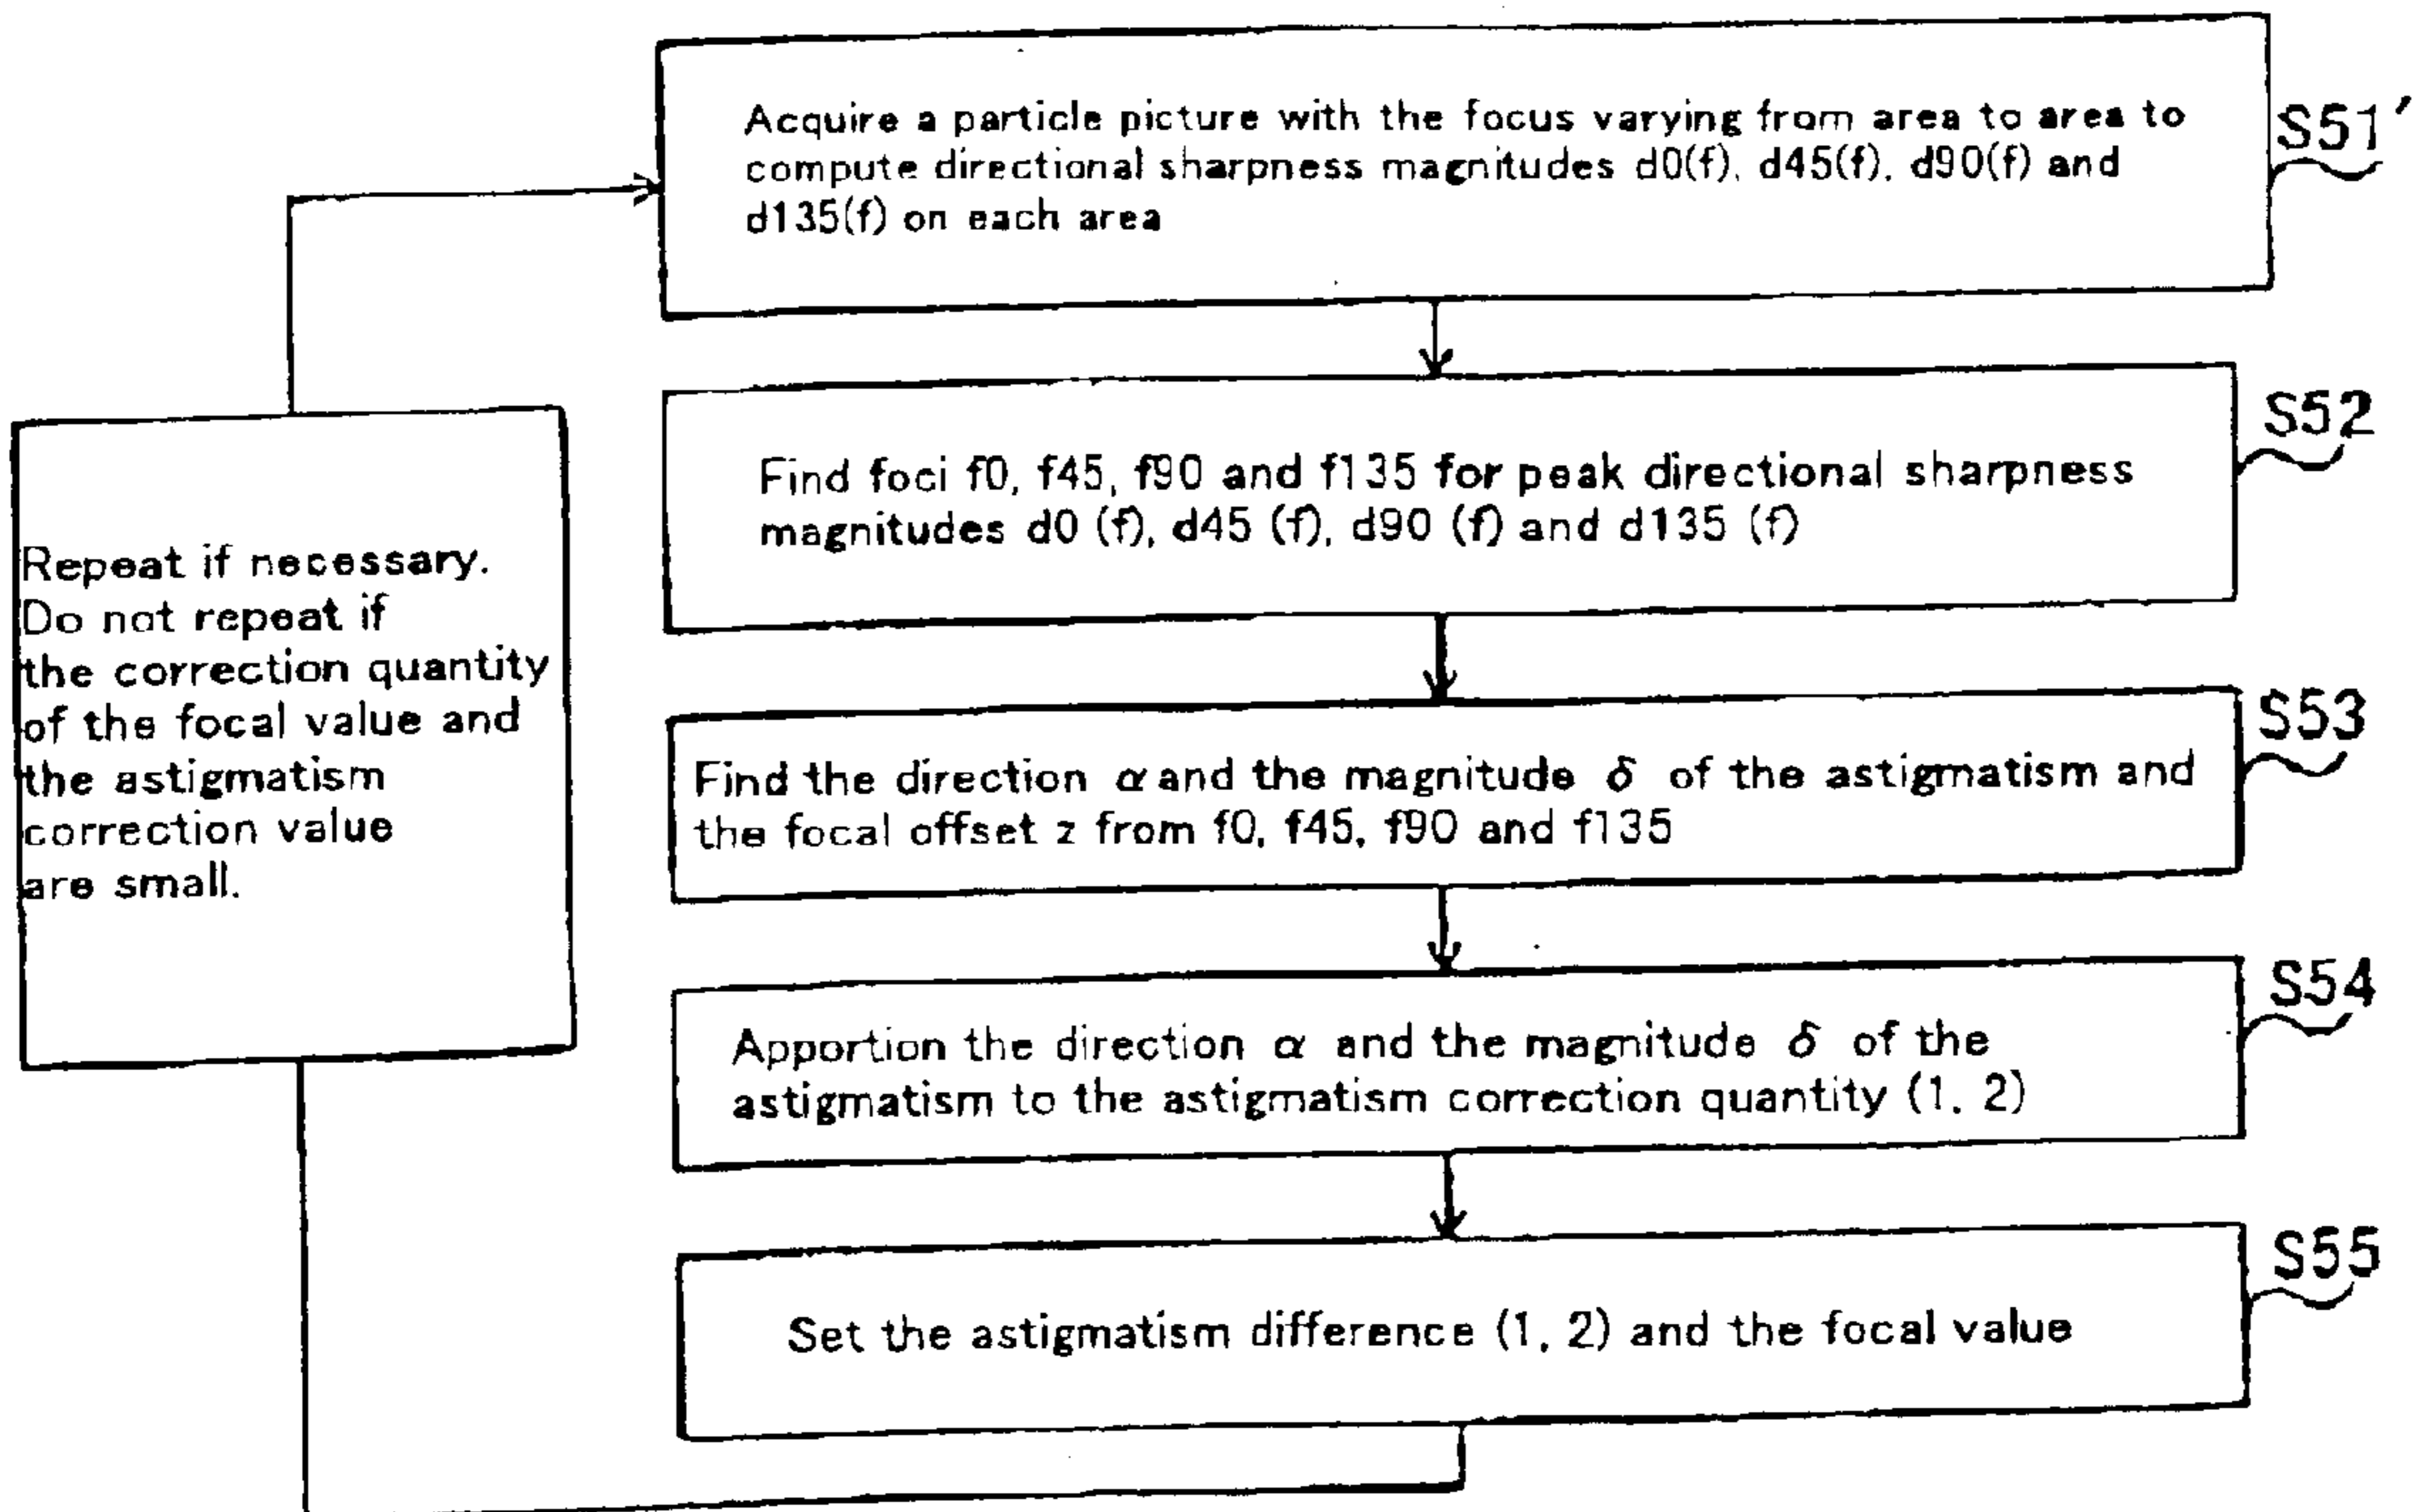 Acquire a particle picture with the focus varying from area to area to
compute directional sharpness magnitudes d0(f), d45(f), d90(f) and
d135(f) on each area
S51'
Find foci f0, f45, f90 and f135 for peak directional sharpness
magnitudes d0 (f), d45 (f), d90 (f) and d135 (f)
S52
Find the direction α and the magnitude δ of the astigmatism and
the focal offset z from f0, f45, f90 and f135
S53
Apportion the direction α and the magnitude δ of the
astigmatism to the astigmatism correction quantity (1, 2)
S54
Set the astigmatism difference (1, 2) and the focal value
S55
Repeat if necessary.
Do not repeat if
the correction quantity
of the focal value and
the astigmatism
correction value
are small.